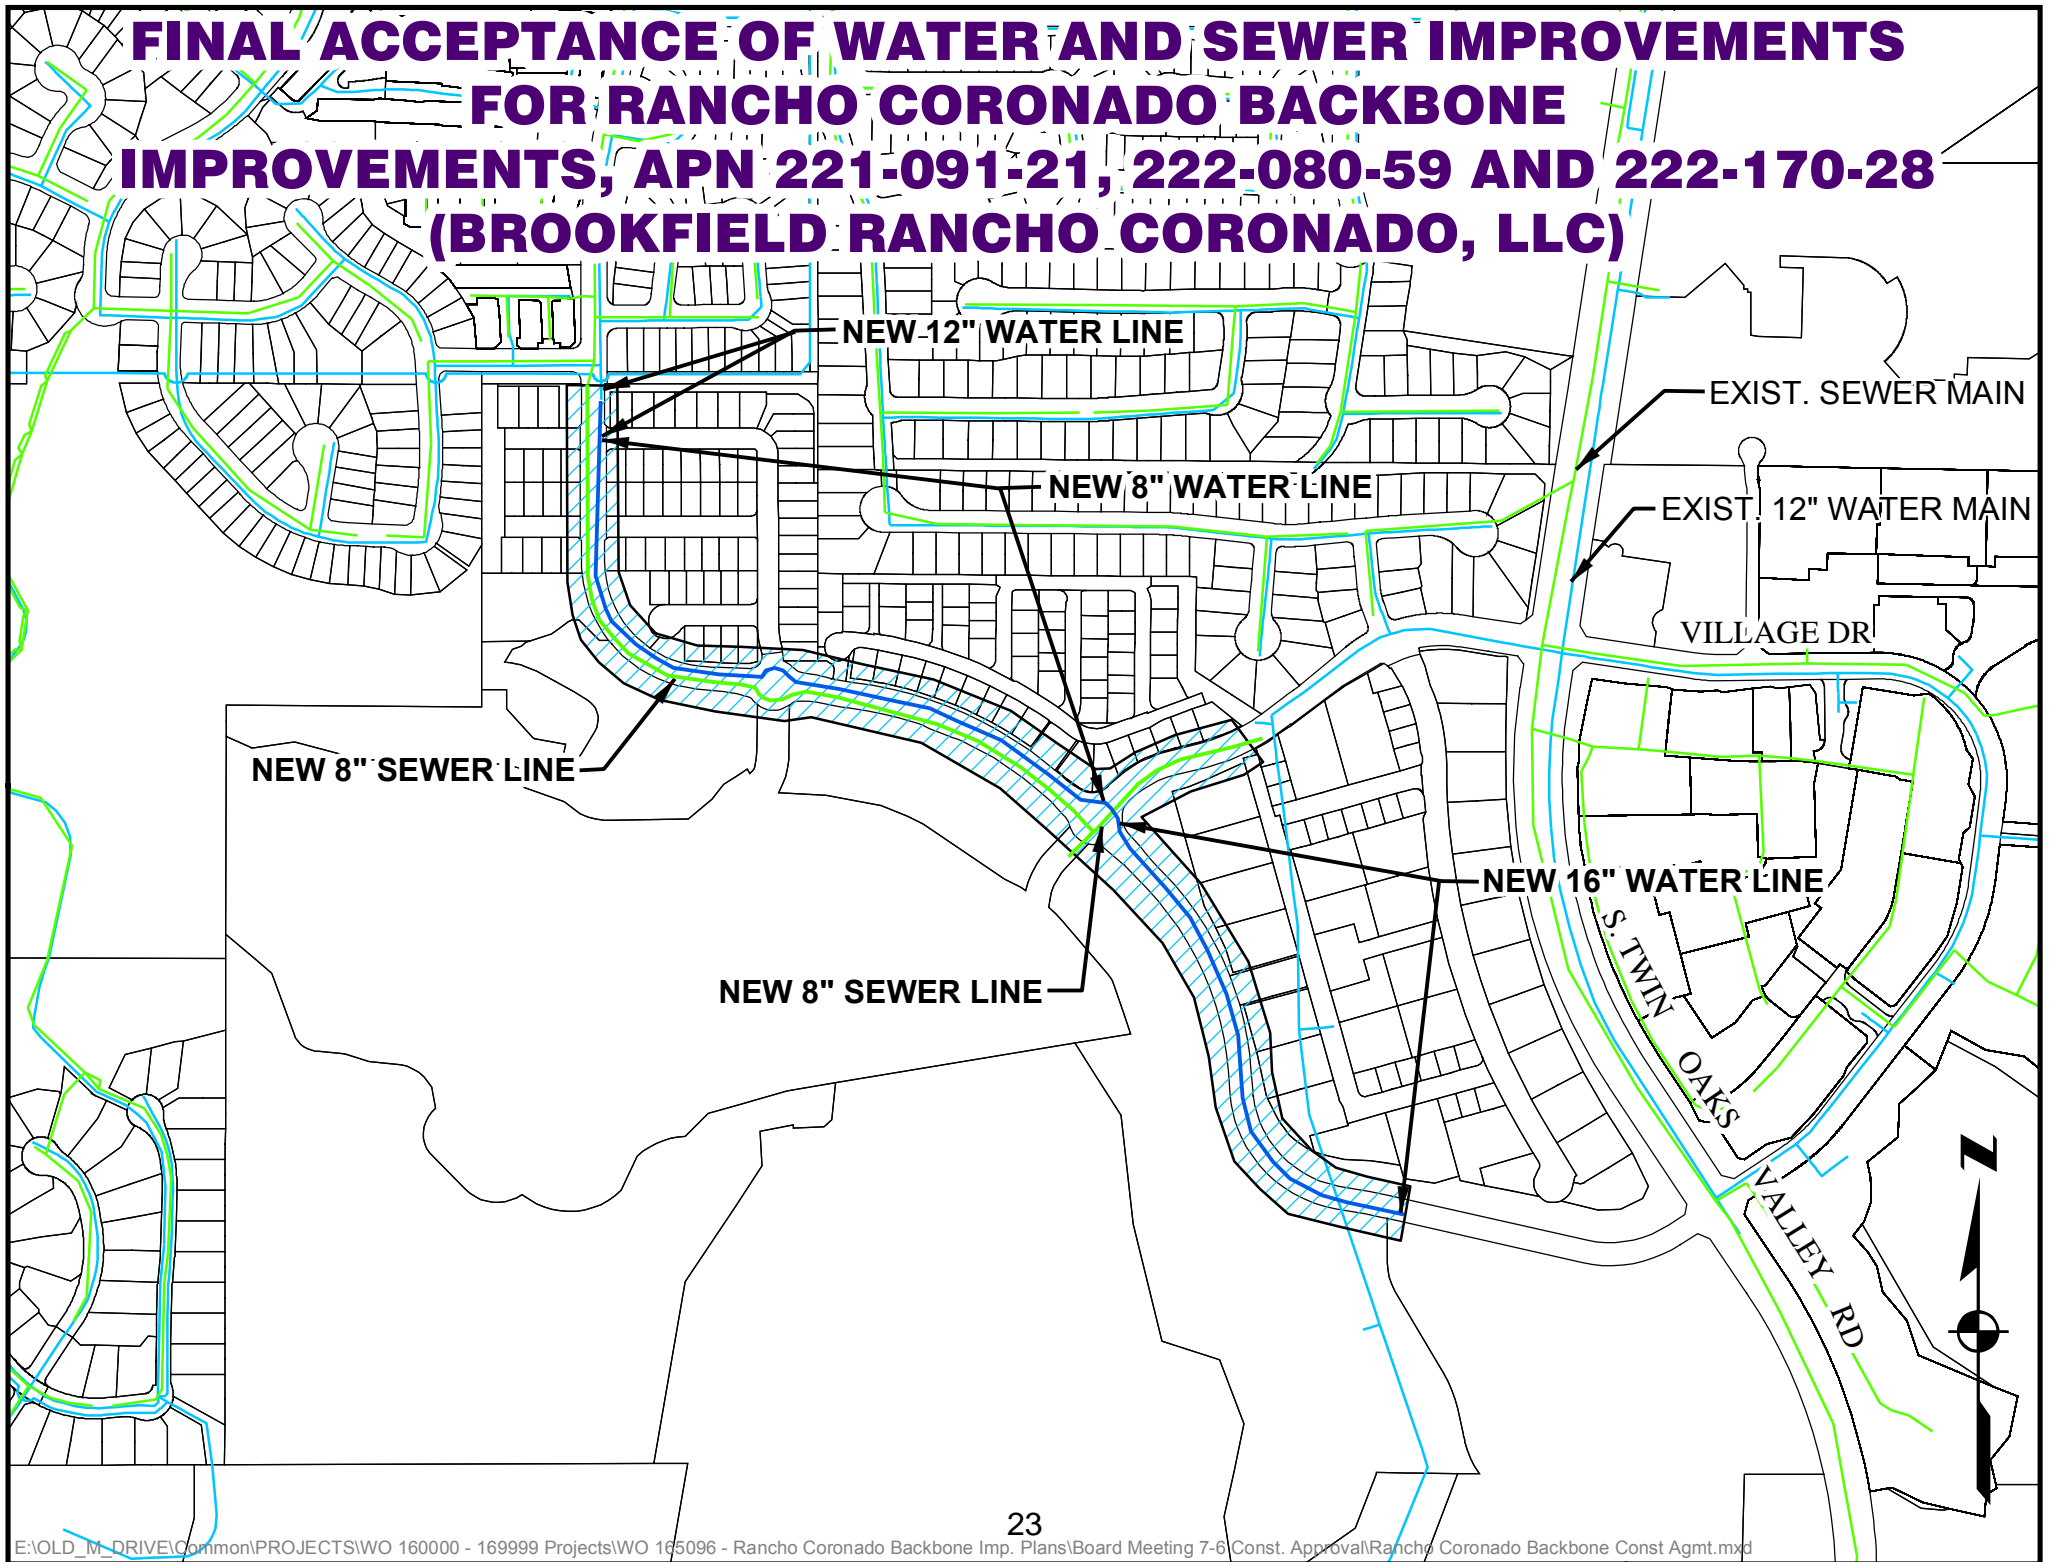 FINAL ACCEPTANCE OF WATER AND SEWER IMPROVEMENTS
FOR RANCHO CORONADO BACKBONE
IMPROVEMENTS, APN 221-091-21, 222-080-59 AND 222-170-28
(BROOKFIELD RANCHO CORONADO, LLC)
NEW 12" WATER LINE
EXIST. SEWER MAIN
NEW 8" WATER LINE
EXIST. 12" WATER MAIN
VILLAGE DR
NEW 8" SEWER LINE
NEW 16" WATER LINE
S. TWIN OAKS VALLEY RD
NEW 8" SEWER LINE
N
23
E:\OLD_M_DRIVE\Common\PROJECTS\WO 160000 - 169999 Projects\WO 165096 - Rancho Coronado Backbone Imp. Plans\Board Meeting 7-6 Const. Approval\Rancho Coronado Backbone Const Agmt.mxd